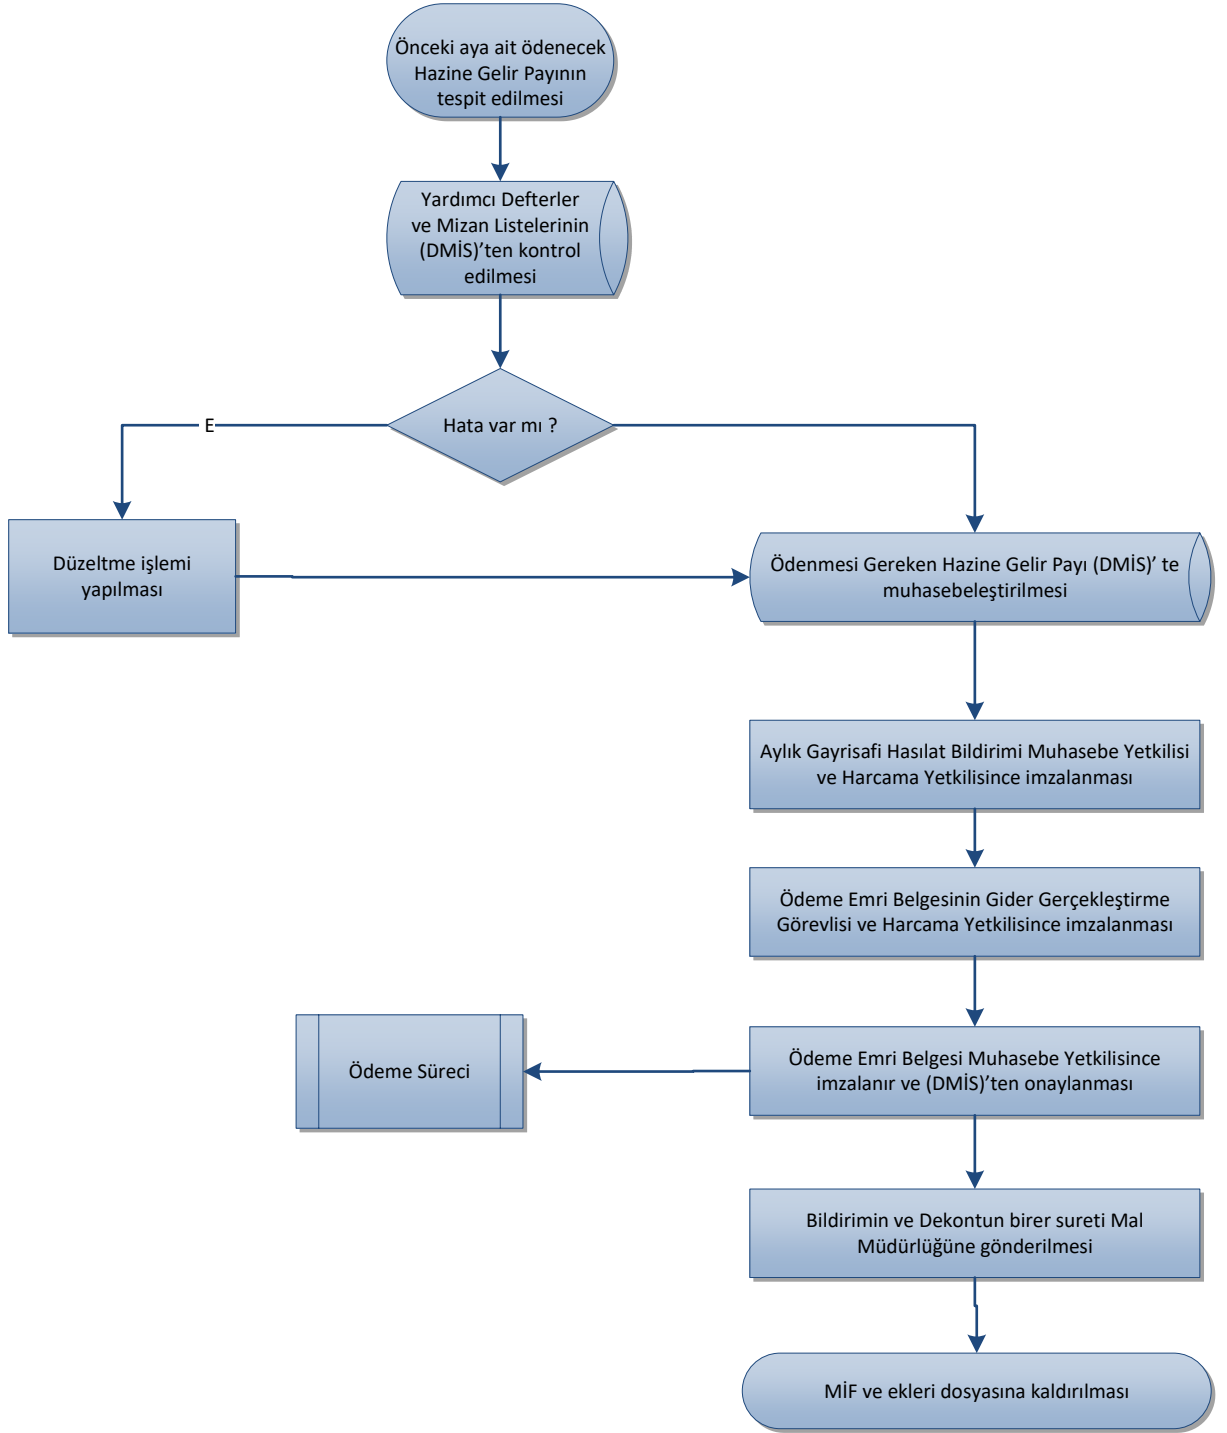 Önceki aya ait ödenecek
Hazine Gelir Payının
tespit edilmesi
Yardımcı Defterler
ve Mizan Listelerinin
(DMİS)’ten kontrol
edilmesi
Hata var mı ?
E
Düzeltme işlemi
yapılması
Ödenmesi Gereken Hazine Gelir Payı (DMİS)’ te
muhasebeleştirilmesi
Aylık Gayrisafi Hasılat Bildirimi Muhasebe Yetkilisi
ve Harcama Yetkilisince imzalanması
Ödeme Emri Belgesinin Gider Gerçekleştirme
Görevlisi ve Harcama Yetkilisince imzalanması
Ödeme Süreci
Ödeme Emri Belgesi Muhasebe Yetkilisince
imzalanır ve (DMİS)’ten onaylanması
Bildirimin ve Dekontun birer sureti Mal
Müdürlüğüne gönderilmesi
MİF ve ekleri dosyasına kaldırılması